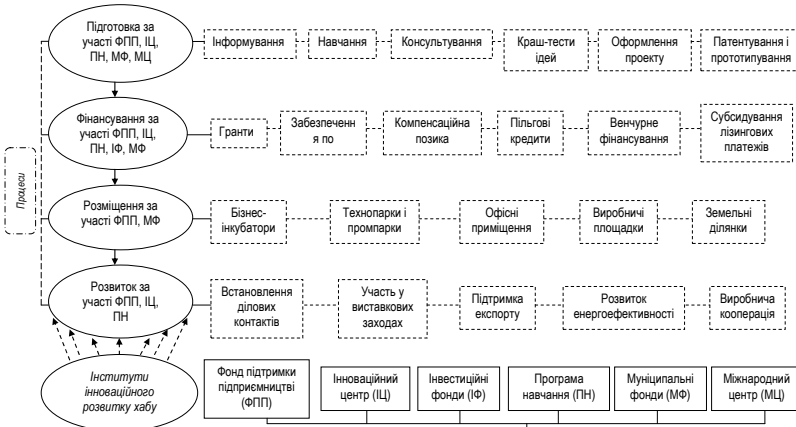 Процеси
Підготовка за
участі ФПП, ІЦ,
ПН, МФ, МЦ
Інформування
Навчання
Консультування
Краш-тести
ідей
Оформлення
проекту
Патентування і
прототипування
Фінансування за
участі ФПП, ІЦ,
ПН, ІФ, МФ
Гранти
Забезпеченн
я по
Компенсаційна
позика
Пільгові
кредити
Венчурне
фінансування
Субсидування
лізингових
платежів
Розміщення за
участі ФПП, МФ
Бізнес-
інкубатори
Технопарки і
промпарки
Офісні
приміщення
Виробничі
площадки
Земельні
ділянки
Розвиток за
участі ФПП, ІЦ,
ПН
Встановлення
ділових
контактів
Участь у
виставкових
заходах
Підтримка
експорту
Розвиток
енергоефективності
Виробнича
кооперація
Інститути
інноваційного
розвитку хабу
Фонд підтримки
підприємництві
(ФПП)
Інноваційний
центр (ІЦ)
Інвестиційні
фонди (ІФ)
Програма
навчання (ПН)
Муніципальні
фонди (МФ)
Міжнародний
центр (МЦ)